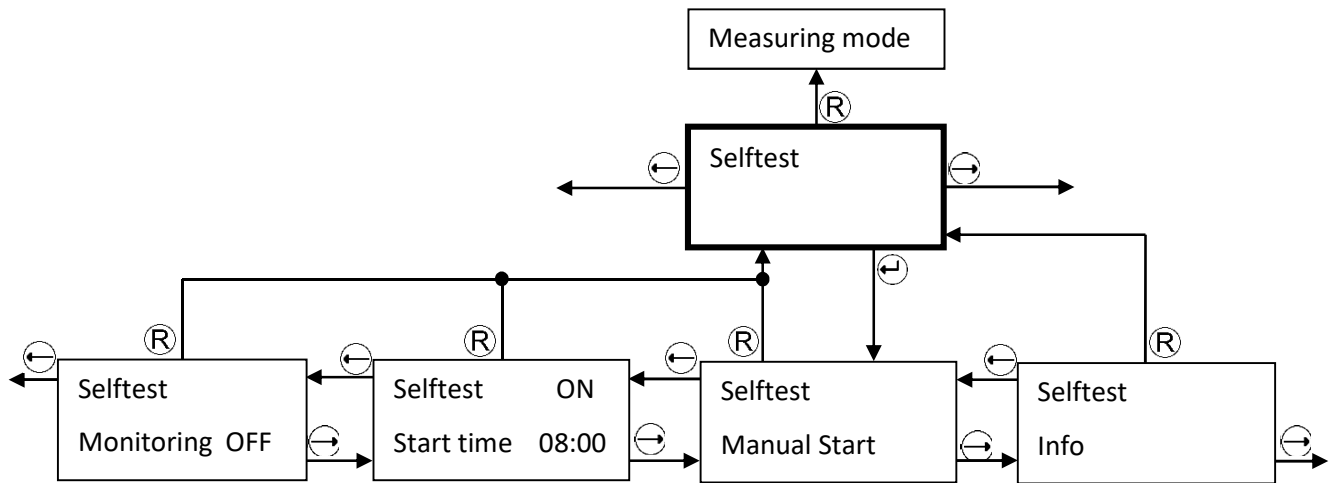 Measuring mode
R
Selftest
R
R
R
R
Selftest
Monitoring OFF
Selftest ON
Start time 08:00
Selftest
Manual Start
Selftest
Info